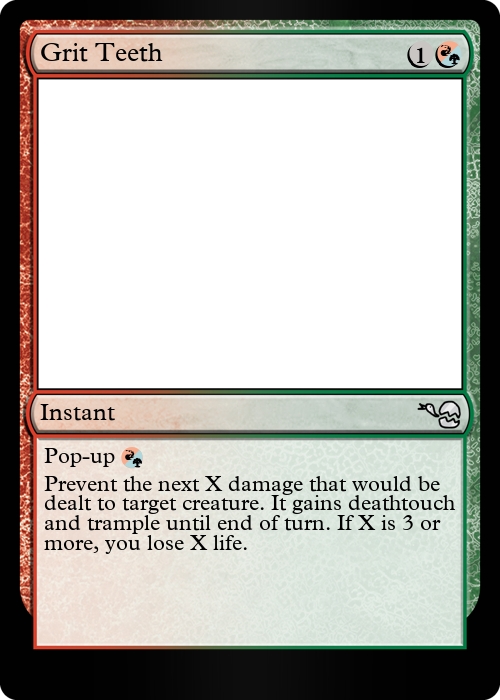 Grit Teeth 1
Instant
Pop-up
Prevent the next X damage that would be
dealt to target creature. It gains deathtouch
and trample until end of turn. If X is 3 or
more, you lose X life.